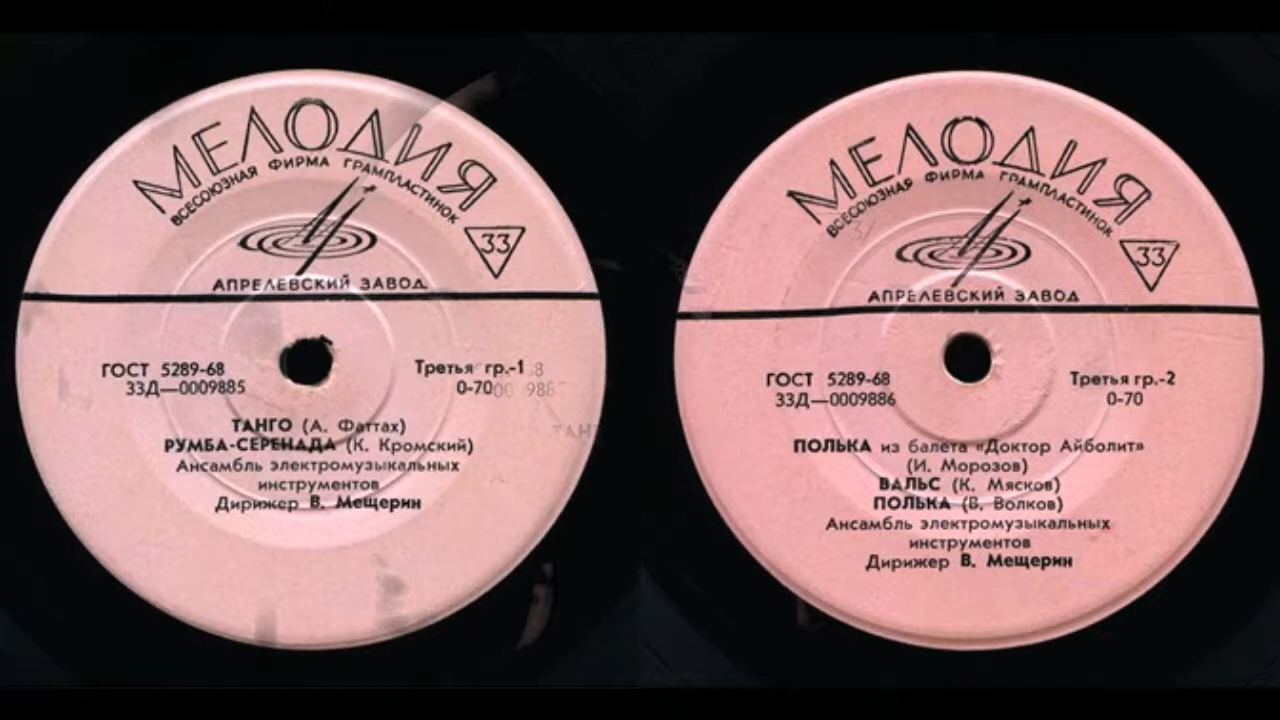 МЕЛОДИЯ
ВСЕСОЮЗНАЯ ФИРМА ГРАМПЛАСТИНОК
33
АПРЕЛЕВСКИЙ ЗАВОД
ГОСТ 5289-68
33Д—0009885
Третья гр.-1
0-70
ТАНГО (А. Фаттах)
РУМБА-СЕРЕНАДА (К. Кромский)
Ансамбль электромузыкальных
инструментов
Дирижер В. Мещерин
МЕЛОДИЯ
ВСЕСОЮЗНАЯ ФИРМА ГРАМПЛАСТИНОК
33
АПРЕЛЕВСКИЙ ЗАВОД
ГОСТ 5289-68
33Д—0009886
Третья гр.-2
0-70
ПОЛЬКА из балета «Доктор Айболит»
(И. Морозов)
ВАЛЬС (К. Мясков)
ПОЛЬКА (В. Волков)
Ансамбль электромузыкальных
инструментов
Дирижер В. Мещерин